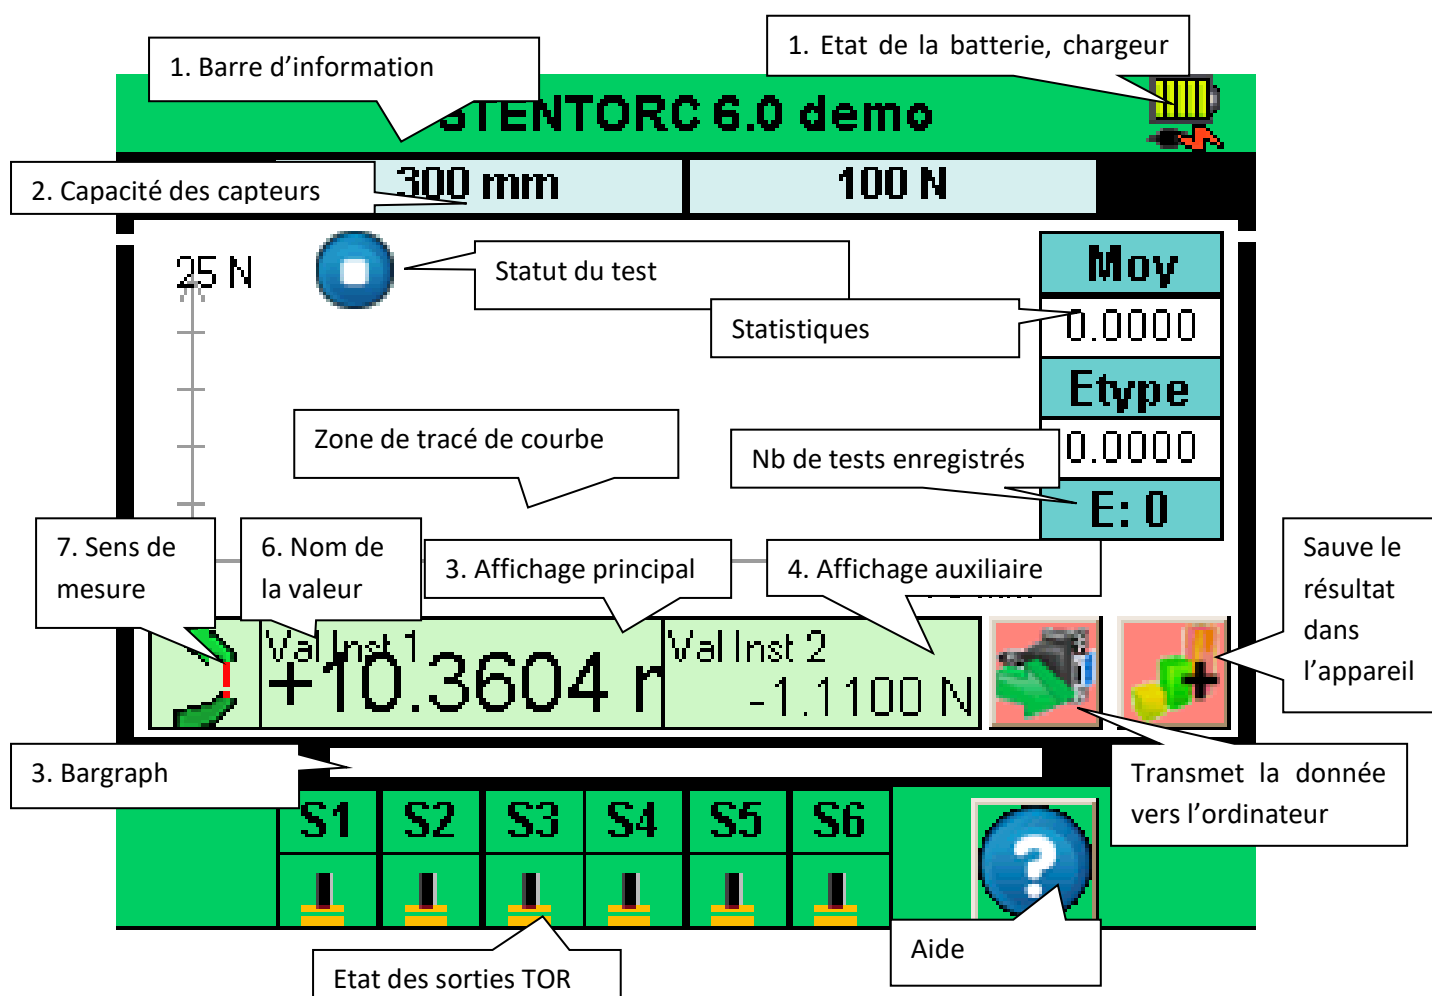 1. Barre d’information
1. Etat de la batterie, chargeur
STENTORC 6.0 demo
2. Capacité des capteurs
300 mm
100 N
25 N
Statut du test
Moy
Statistiques
0.0000
Etype
Zone de tracé de courbe
Nb de tests enregistrés
0.0000
E: 0
7. Sens de
mesure
6. Nom de
la valeur
3. Affichage principal
4. Affichage auxiliaire
Sauve le
résultat
dans
l’appareil
Val Inst 1
+10.3604
Val Inst 2
-1.1100 N
3. Bargraph
Transmet la donnée
vers l’ordinateur
S1 S2 S3 S4 S5 S6
?
Aide
Etat des sorties TOR